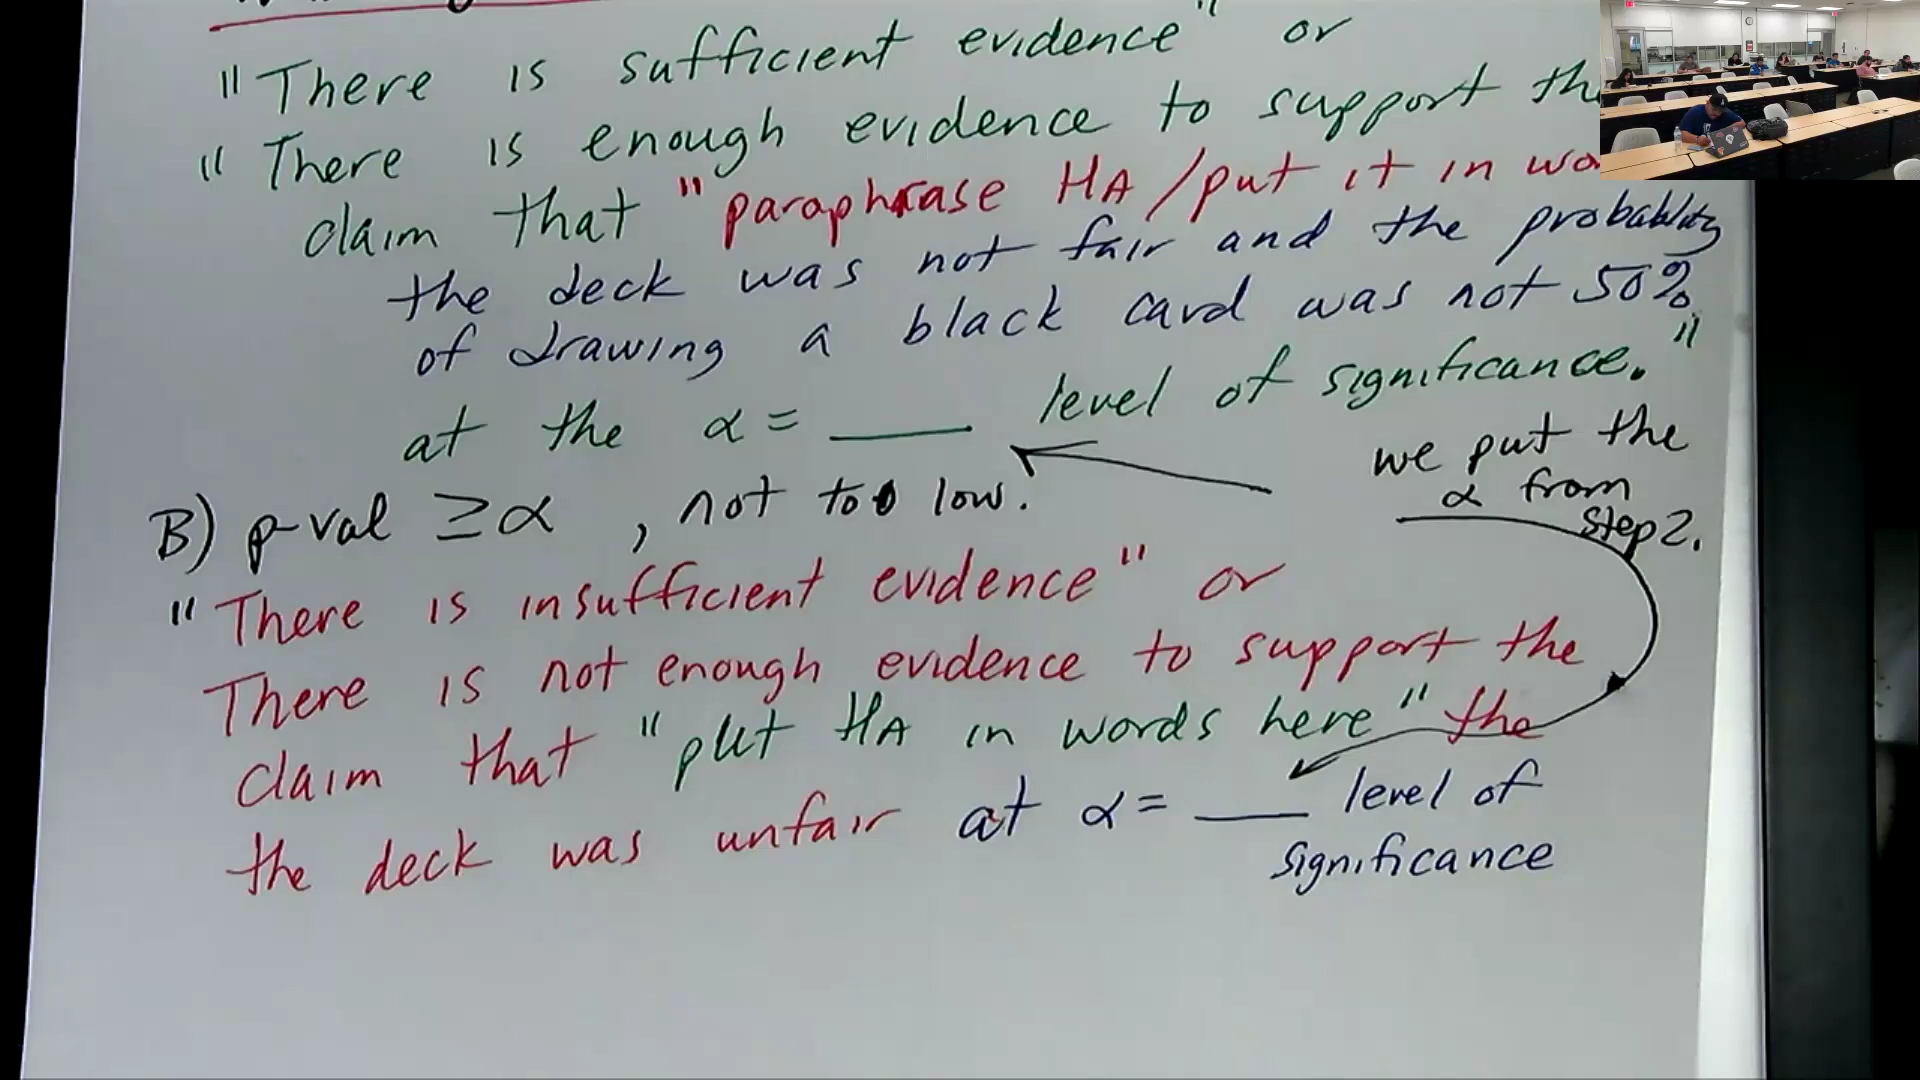 "There is sufficient evidence" or
"There is enough evidence to support the
claim that "paraphrase HA/put it in
the deck was not fair and the probablity
of drawing a black card was not 50%
at the α = ___ level of significance."
we put the
α from
step 2.
B) p-val ≥ α, not too low.
"There is insufficient evidence" or
There is not enough evidence to support the
claim that "put HA in words here" the
the deck was unfair at α = ___ level of
significance